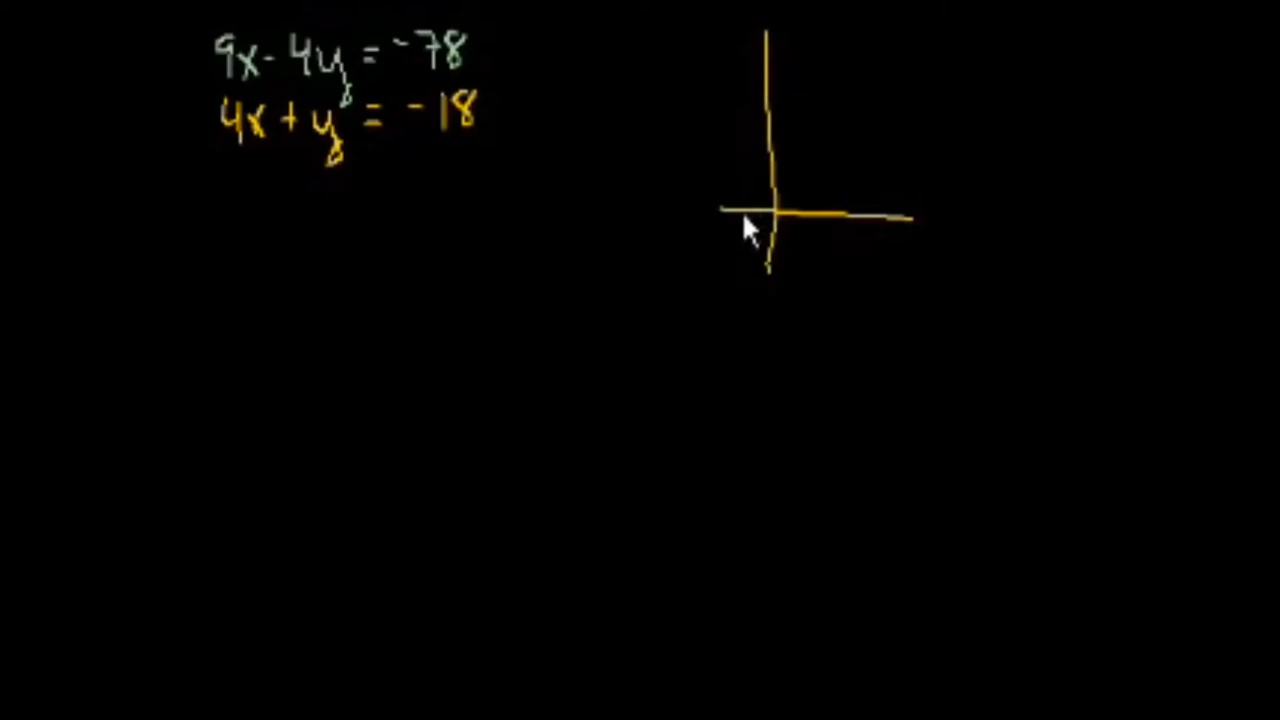 9x - 4y = -78
4x + y = -18